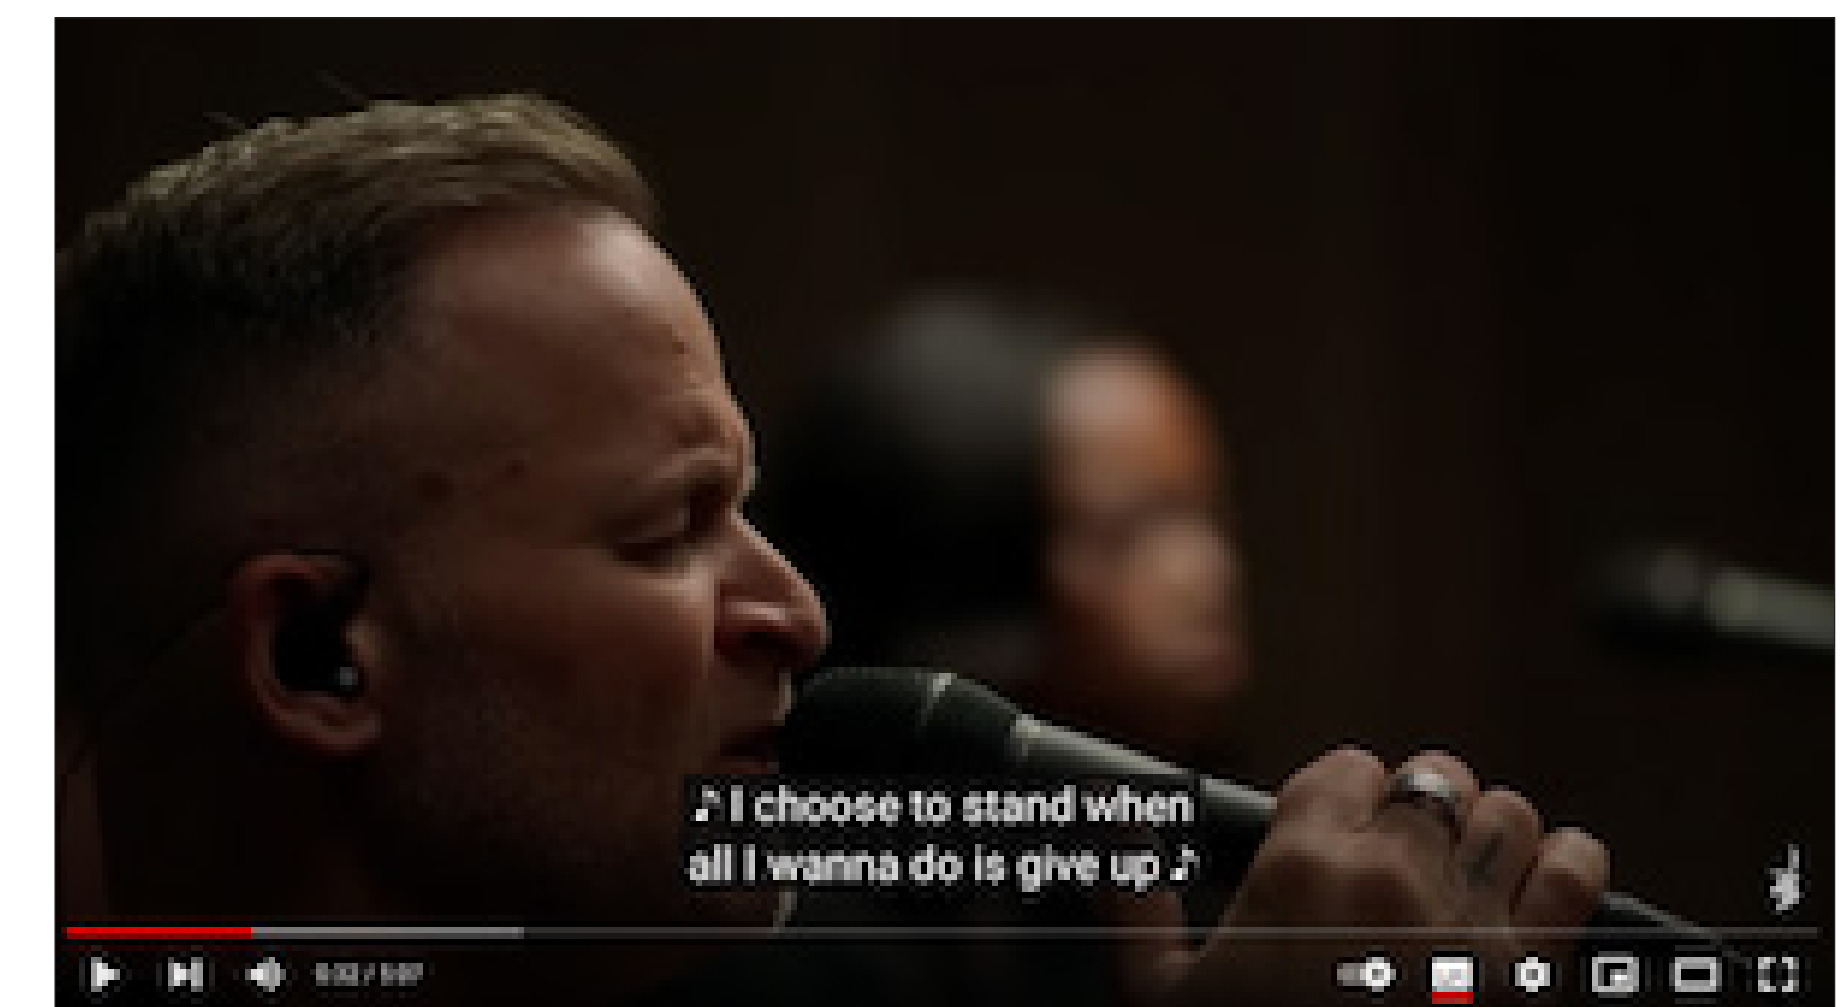 ♪ I choose to stand when
all I wanna do is give up ♪